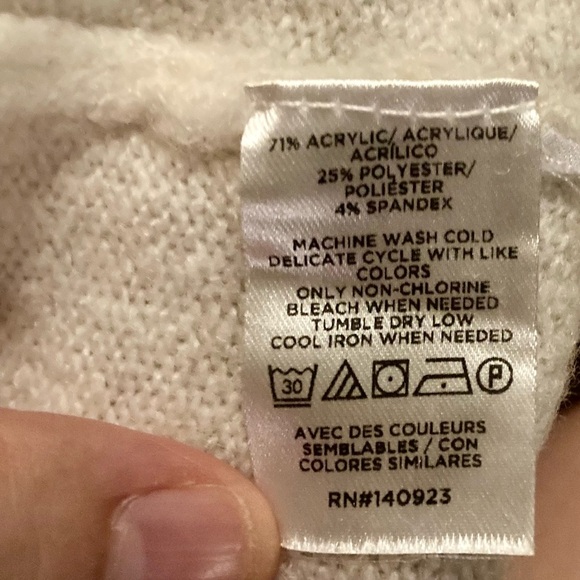 71% ACRYLIC/ ACRYLIQUE/
ACRÍLICO
25% POLYESTER/
POLIÉSTER
4% SPANDEX
MACHINE WASH COLD
DELICATE CYCLE WITH LIKE
COLORS
ONLY NON-CHLORINE
BLEACH WHEN NEEDED
TUMBLE DRY LOW
COOL IRON WHEN NEEDED
30 P
AVEC DES COULEURS
SEMBLABLES / CON
COLORES SIMILARES
RN#140923